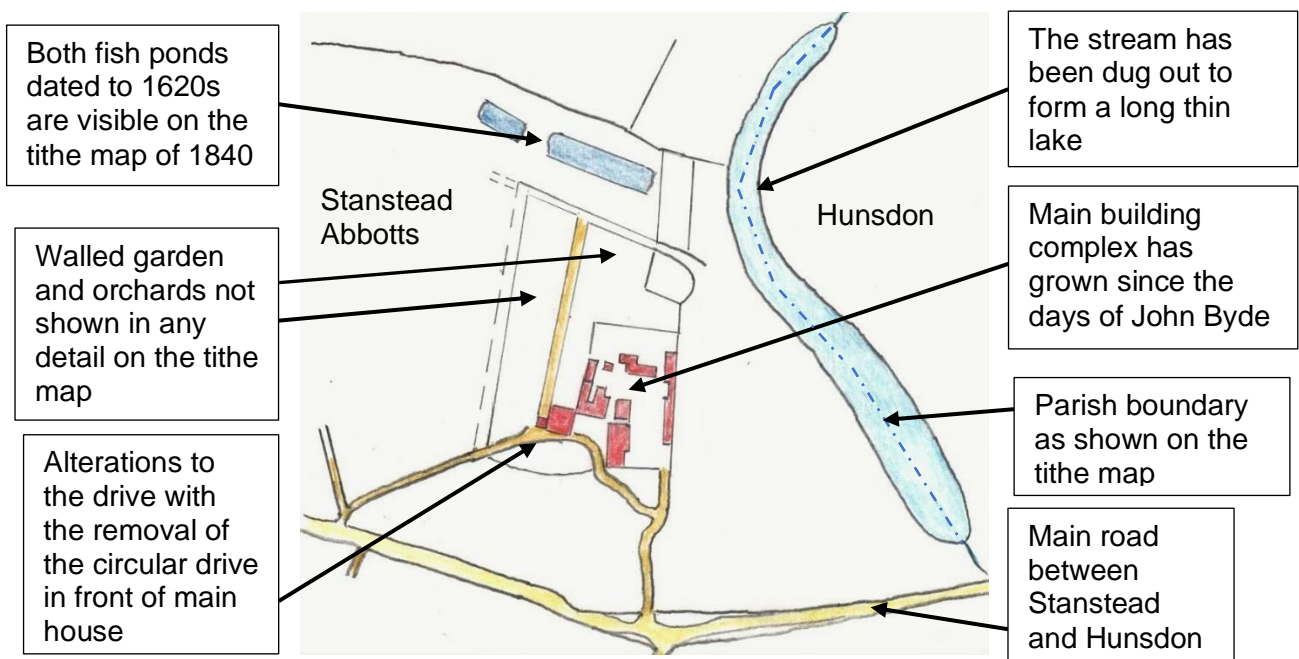 Both fish ponds
dated to 1620s
are visible on the
tithe map of 1840
Walled garden
and orchards not
shown in any
detail on the tithe
map
Alterations to
the drive with
the removal of
the circular drive
in front of main
house
Stanstead
Abbotts
Hunsdon
The stream has
been dug out to
form a long thin
lake
Main building
complex has
grown since the
days of John Byde
Parish boundary
as shown on the
tithe map
Main road
between
Stanstead
and Hunsdon